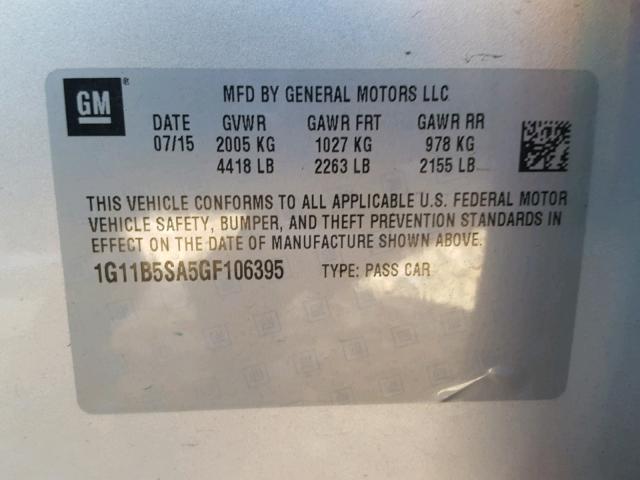 GM ®
MFD BY GENERAL MOTORS LLC
DATE GVWR GAWR FRT GAWR RR
07/15 2005 KG 1027 KG 978 KG
4418 LB 2263 LB 2155 LB
THIS VEHICLE CONFORMS TO ALL APPLICABLE U.S. FEDERAL MOTOR
VEHICLE SAFETY, BUMPER, AND THEFT PREVENTION STANDARDS IN
EFFECT ON THE DATE OF MANUFACTURE SHOWN ABOVE.
1G11B5SA5GF106395 TYPE: PASS CAR